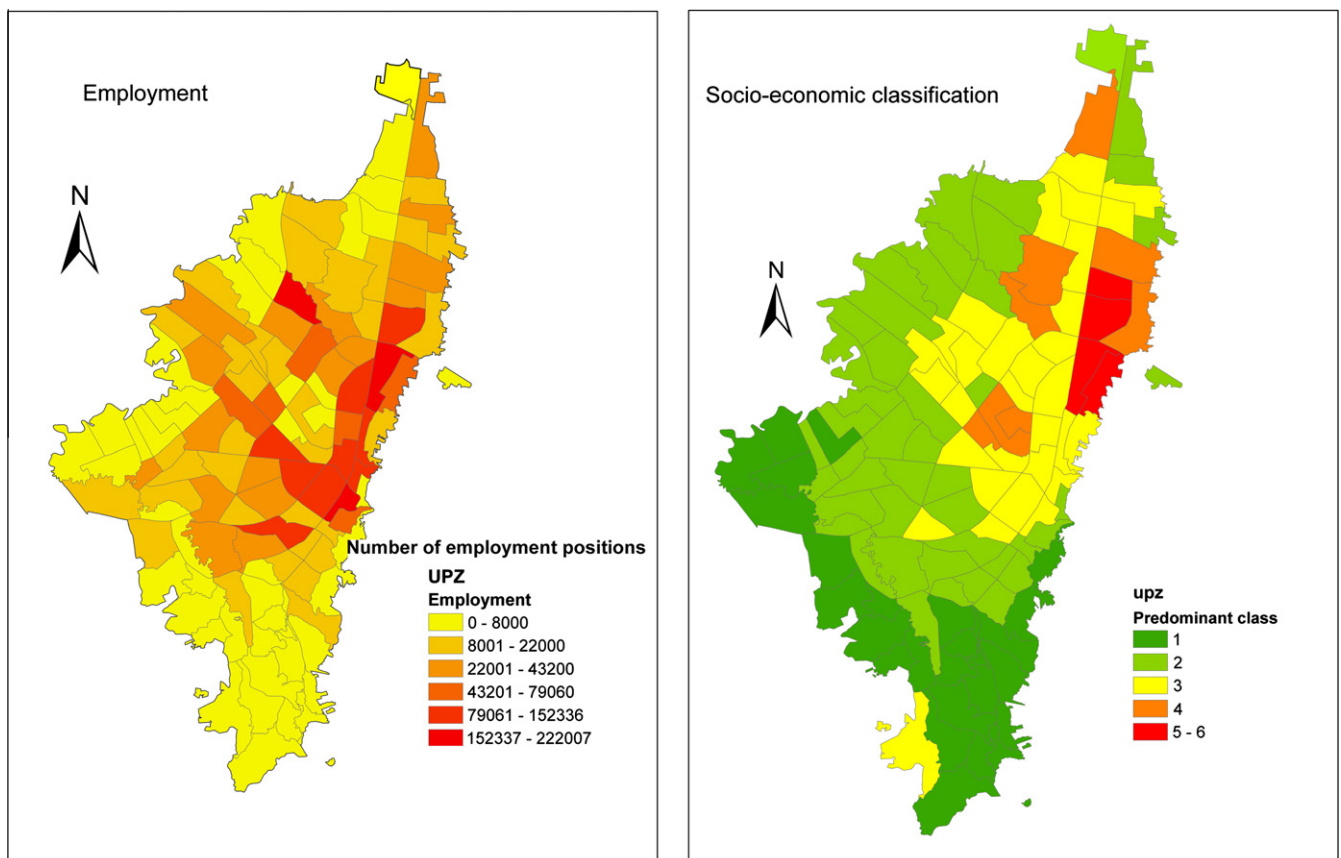 Employment
N
Number of employment positions
UPZ
Employment
0 - 8000
8001 - 22000
22001 - 43200
43201 - 79060
79061 - 152336
152337 - 222007
Socio-economic classification
N
upz
Predominant class
1
2
3
4
5 - 6